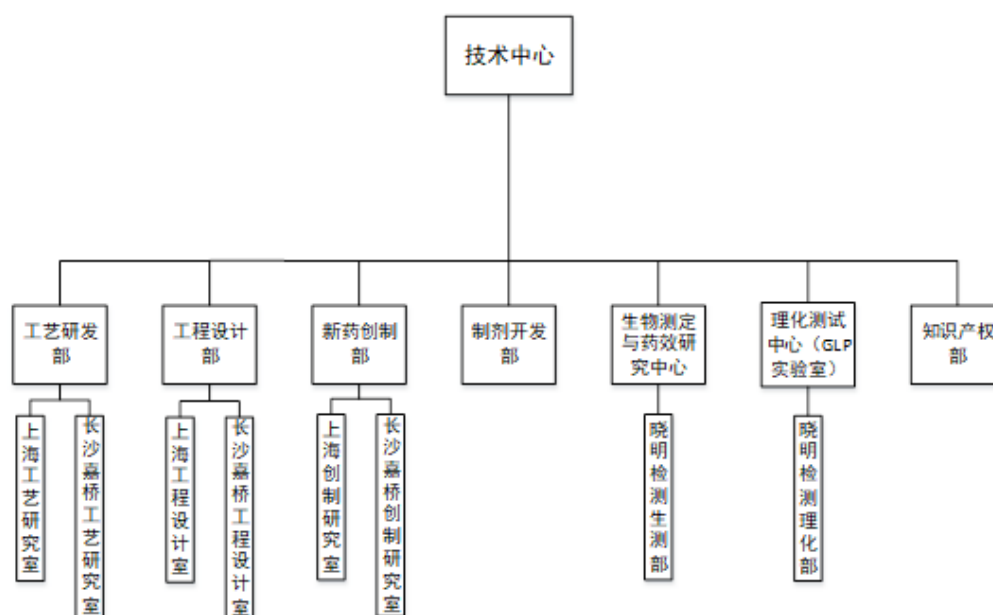 技术中心
工艺研发
部
工程设计
部
新药创制
部
制剂开发
部
生物测定
与药效研
究中心
理化测试
中心（GLP
实验室）
知识产权
部
上海工艺研究室
长沙嘉桥工艺研究室
上海工程设计室
长沙嘉桥工程设计室
上海创制研究室
长沙嘉桥创制研究室
晓明检测生测部
晓明检测理化部